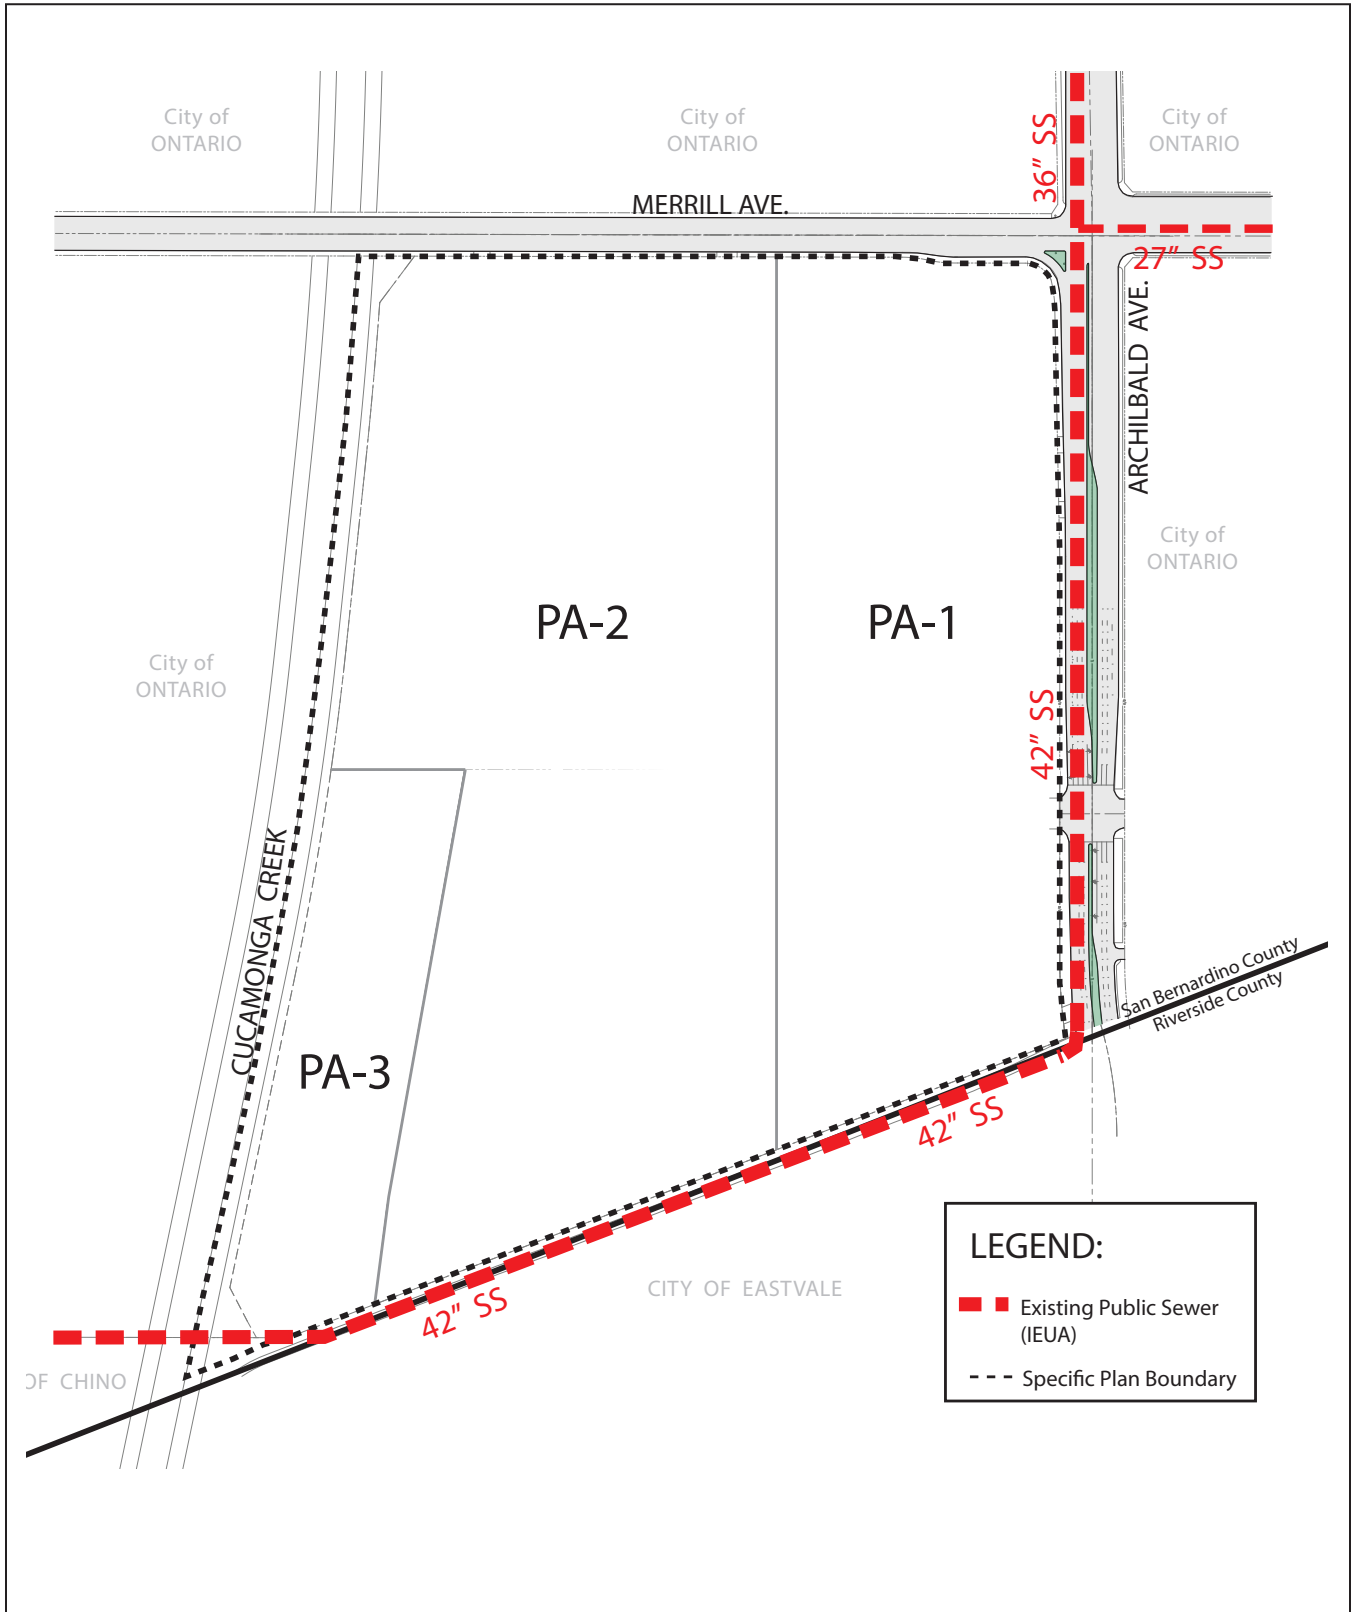 City of
ONTARIO
City of
ONTARIO
City of
ONTARIO
36" SS
MERRILL AVE.
27" SS
ARCHILBALD AVE.
City of
ONTARIO
PA-2
PA-1
City of
ONTARIO
42" SS
CUCAMONGA CREEK
San Bernardino County
Riverside County
PA-3
42" SS
42" SS
CITY OF EASTVALE
OF CHINO
LEGEND:
Existing Public Sewer
(IEUA)
Specific Plan Boundary